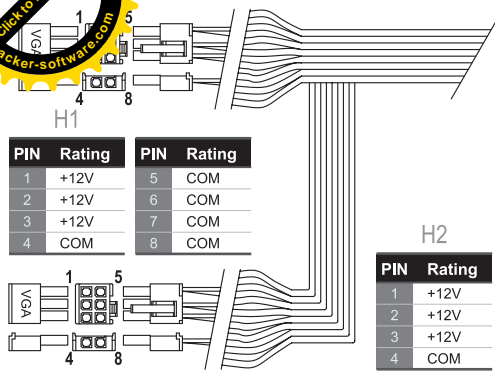 Click to
acker-software.com
VGA
1 5
4 8
H1
PIN Rating PIN Rating
1 +12V 5 COM
2 +12V 6 COM
3 +12V 7 COM
4 COM 8 COM
H2
PIN Rating
1 +12V
2 +12V
3 +12V
4 COM
1 5
VGA
4 8